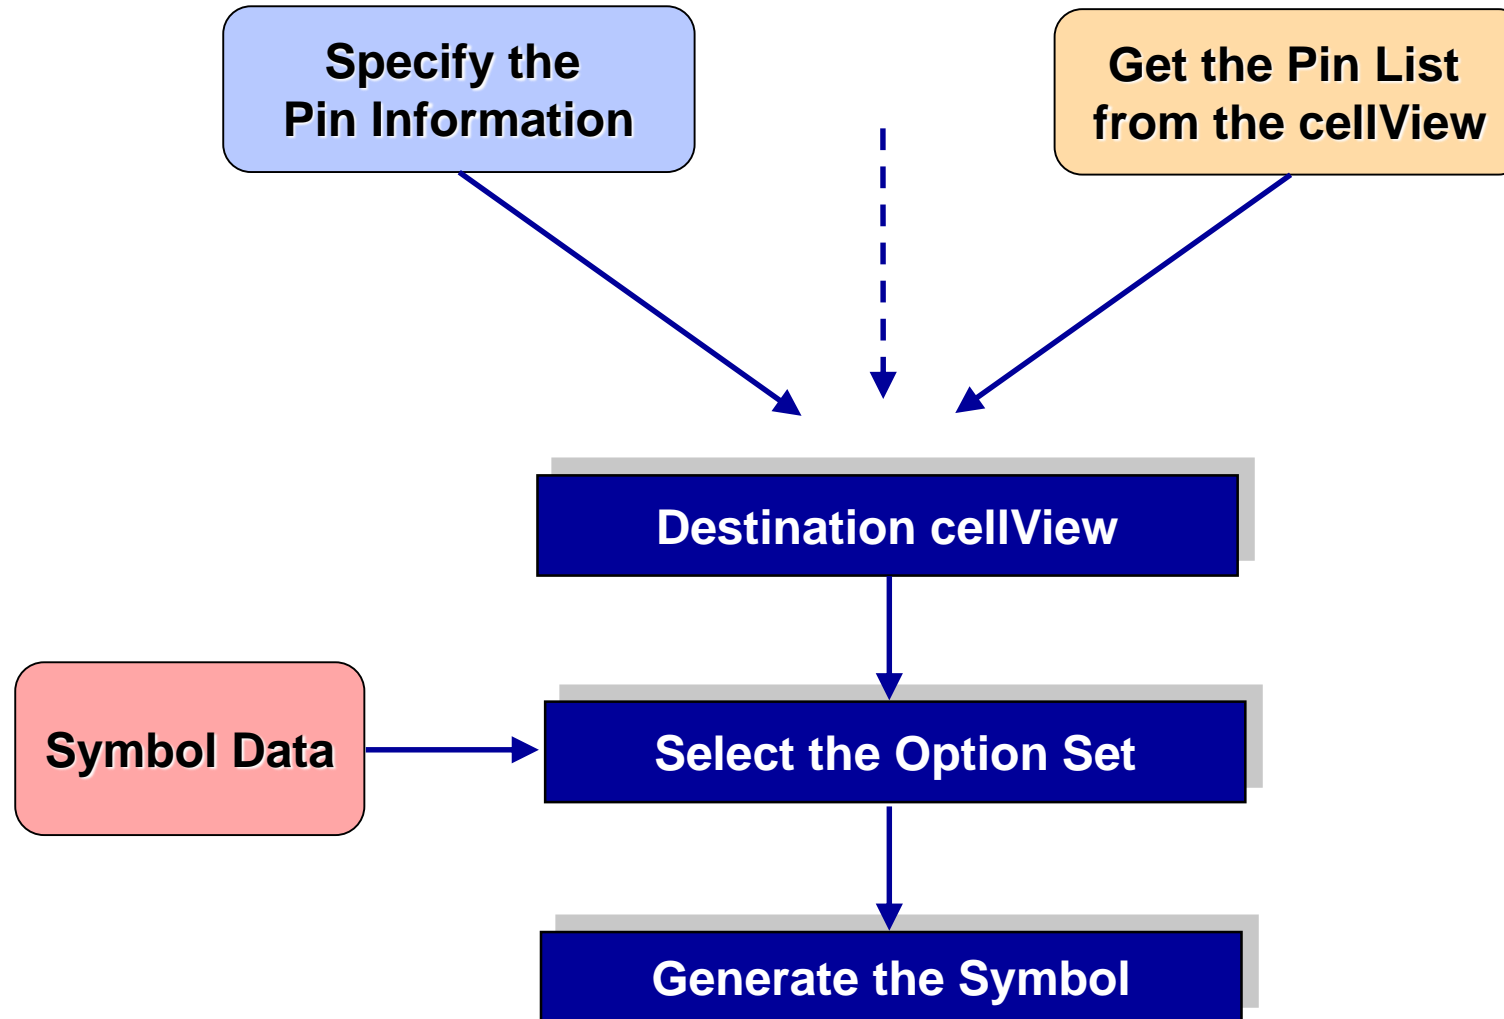 Specify the
Pin Information
Get the Pin List
from the cellView
Destination cellView
Symbol Data
Select the Option Set
Generate the Symbol